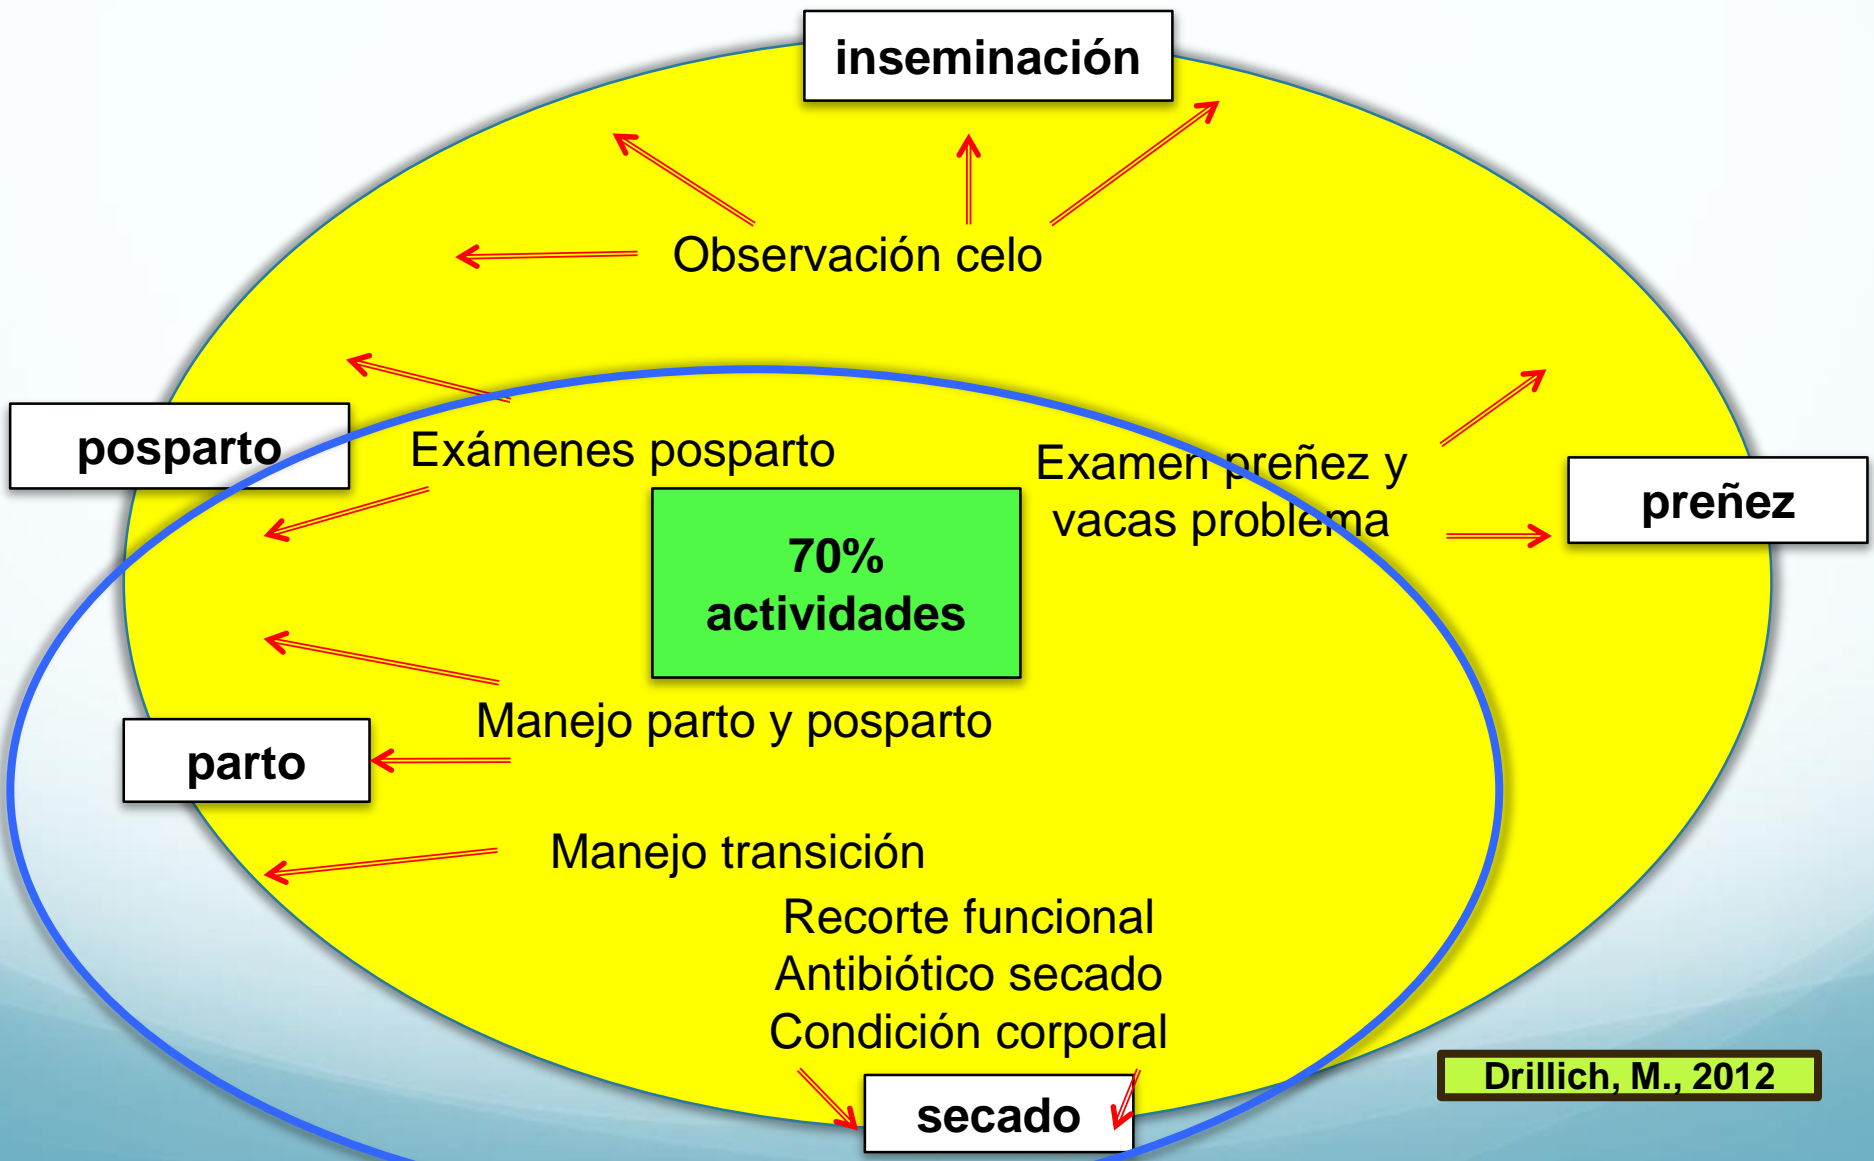 inseminación
Observación celo
posparto
Exámenes posparto
Examen preñez y
vacas problema
preñez
70%
actividades
Manejo parto y posparto
parto
Manejo transición
Recorte funcional
Antibiótico secado
Condición corporal
Drillich, M., 2012
secado